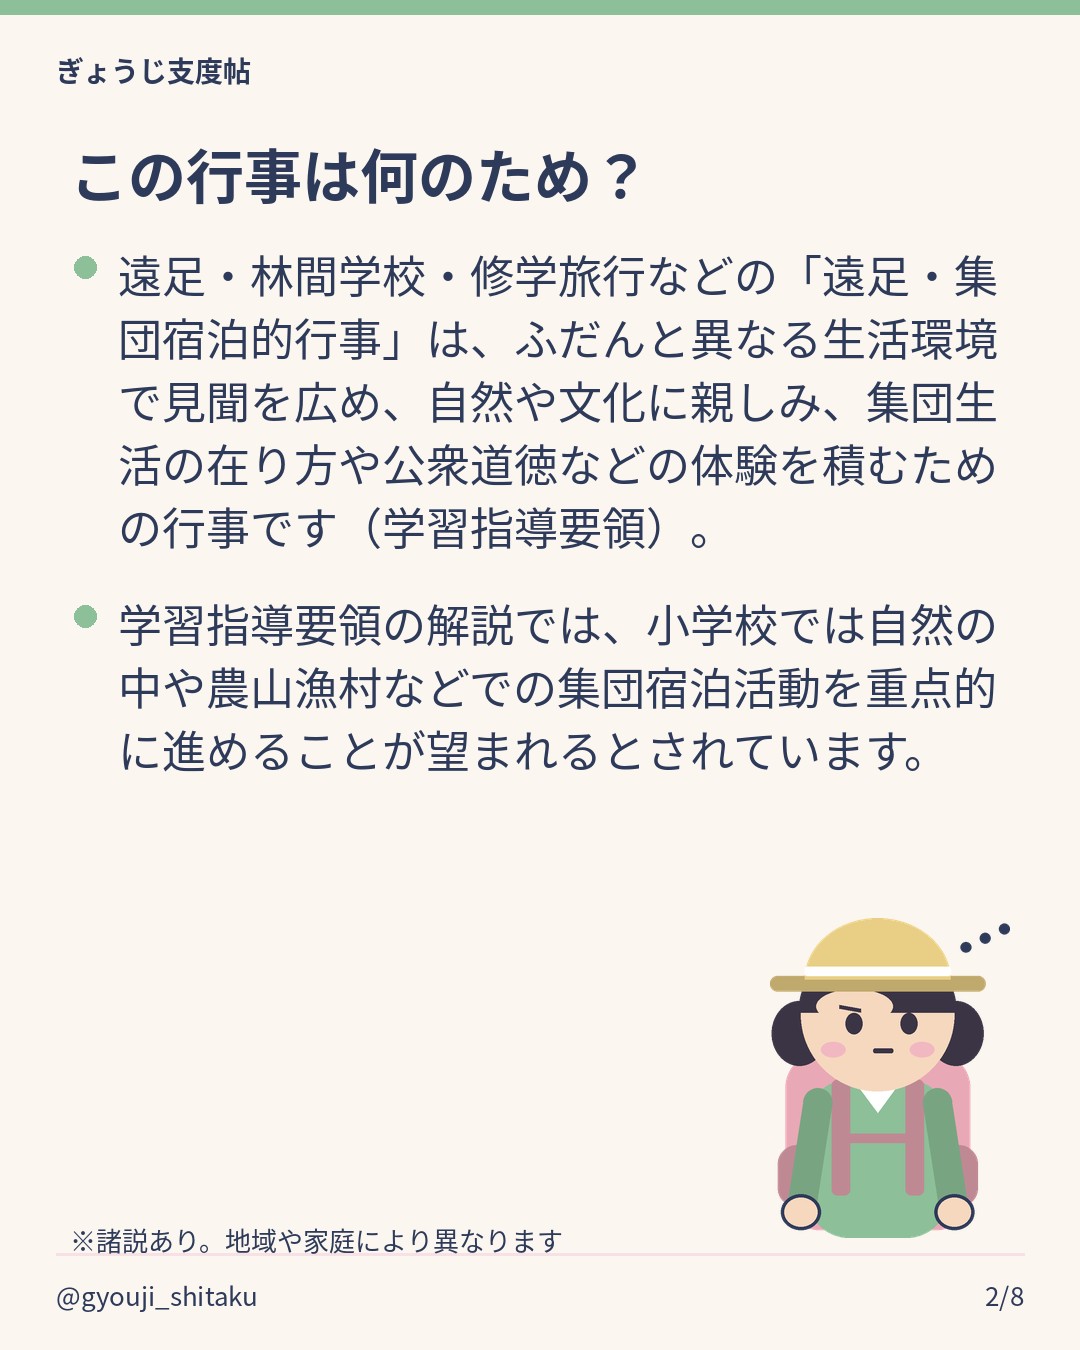 ぎょうじ支度帖
この行事は何のため？
遠足・林間学校・修学旅行などの「遠足・集
団宿泊的行事」は、ふだんと異なる生活環境
で見聞を広め、自然や文化に親しみ、集団生
活の在り方や公衆道徳などの体験を積むため
の行事です（学習指導要領）。
学習指導要領の解説では、小学校では自然の
中や農山漁村などでの集団宿泊活動を重点的
に進めることが望まれるとされています。
※諸説あり。地域や家庭により異なります
@gyouji_shitaku
2/8